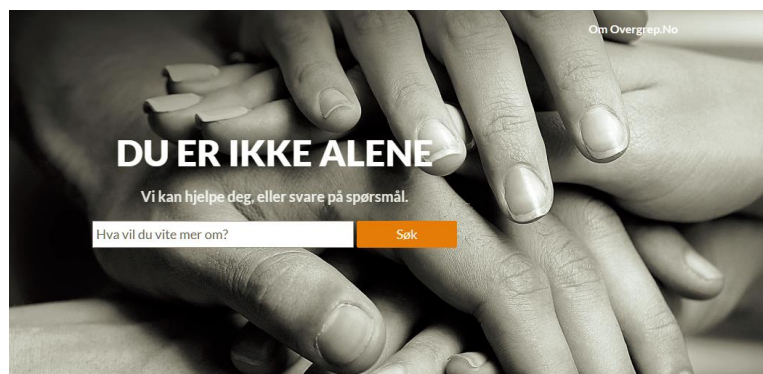 Om Overgrep.No
DU ER IKKE ALENE
Vi kan hjelpe deg, eller svare på spørsmål.
Hva vil du vite mer om?
Søk